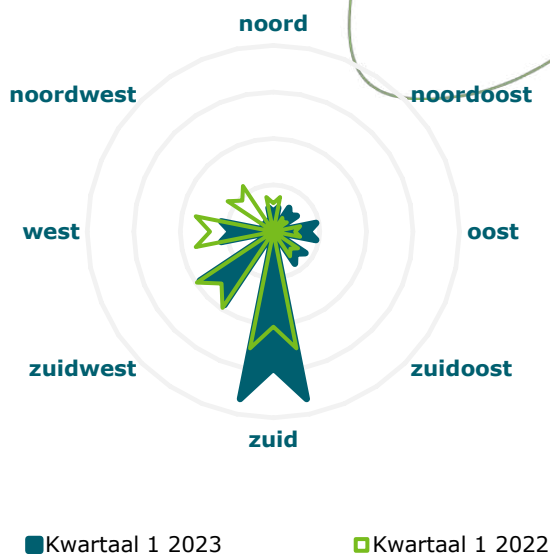 noord
noordwest
noordoost
west
oost
zuidwest
zuidoost
zuid
Kwartaal 1 2023
Kwartaal 1 2022